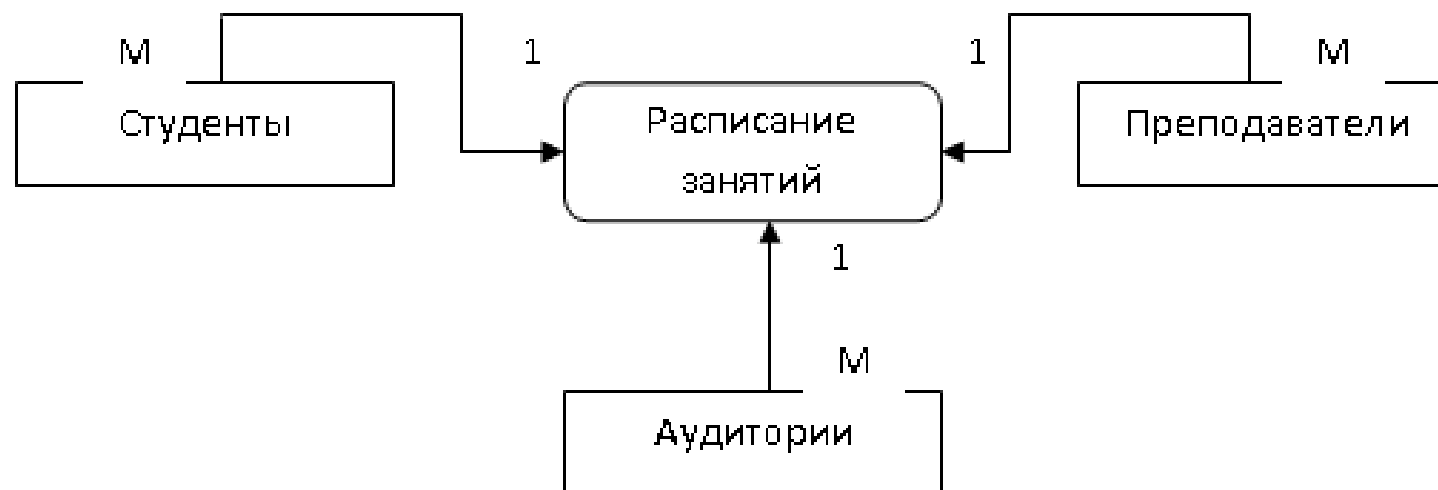 М 1 1 М
Студенты
Расписание
занятий
Преподаватели
1
М
Аудитории